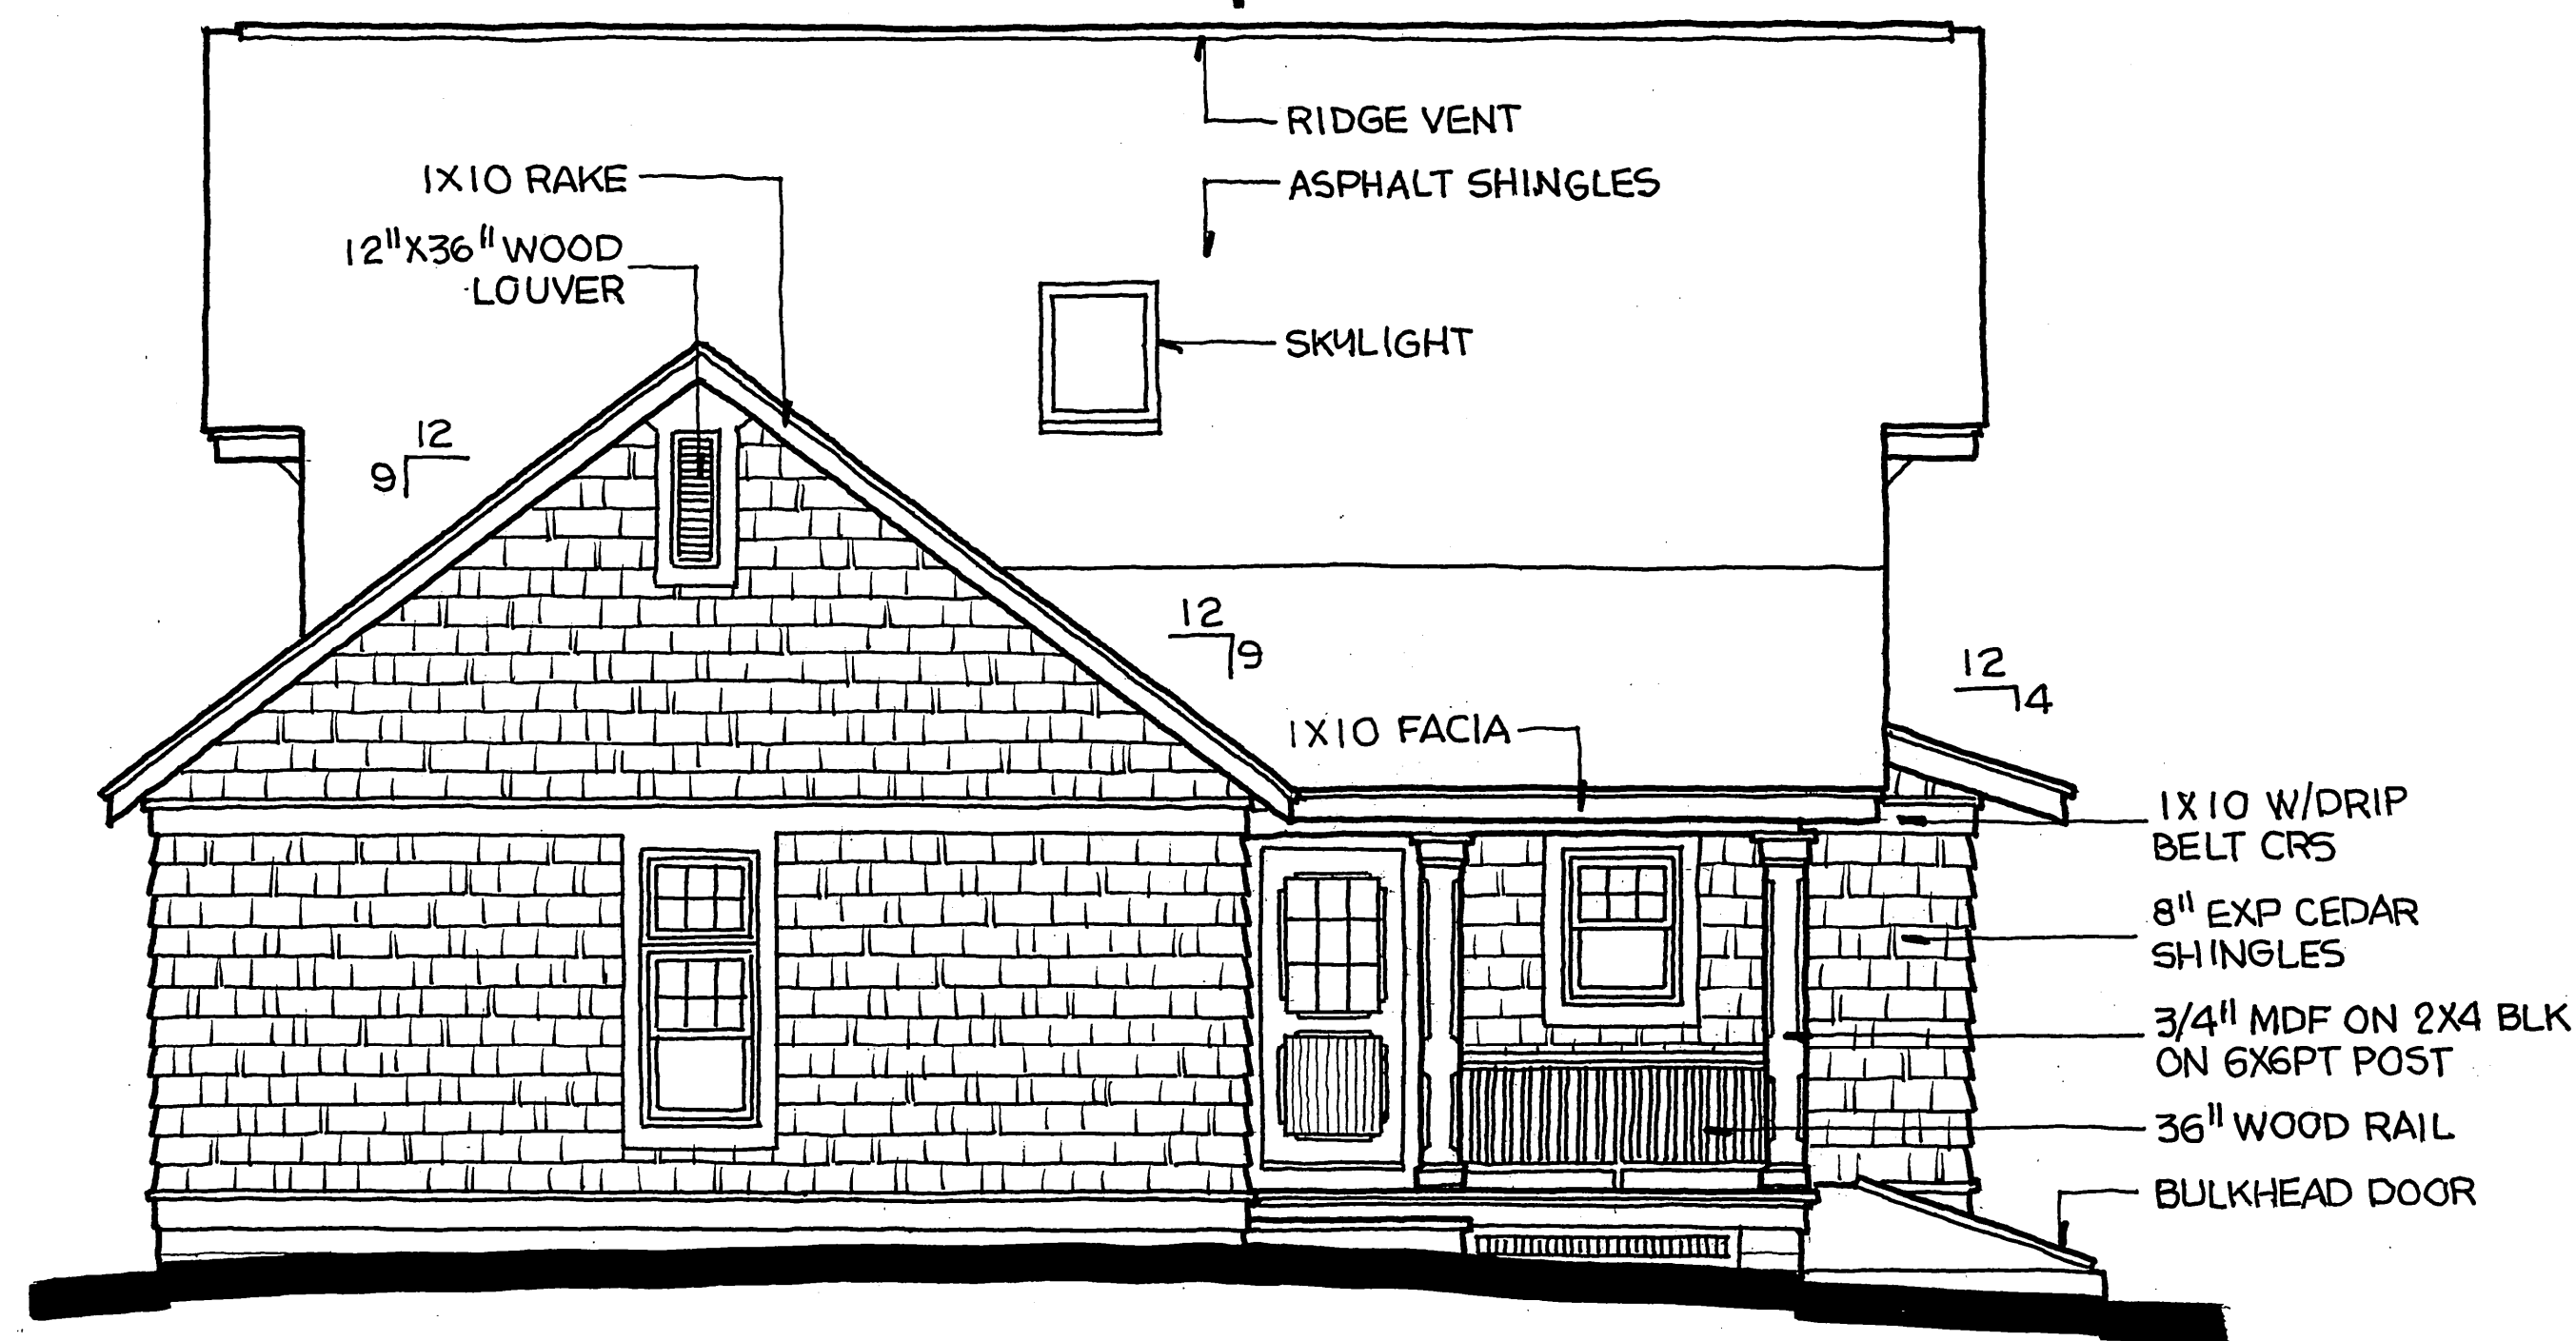 RIDGE VENT
1X10 RAKE
ASPHALT SHINGLES
12"X36" WOOD
LOUVER
SKYLIGHT
12
9
12
9
12
4
1X10 FACIA
1X10 W/DRIP
BELT CRS
8" EXP CEDAR
SHINGLES
3/4" MDF ON 2X4 BLK
ON 6X6PT POST
36" WOOD RAIL
BULKHEAD DOOR